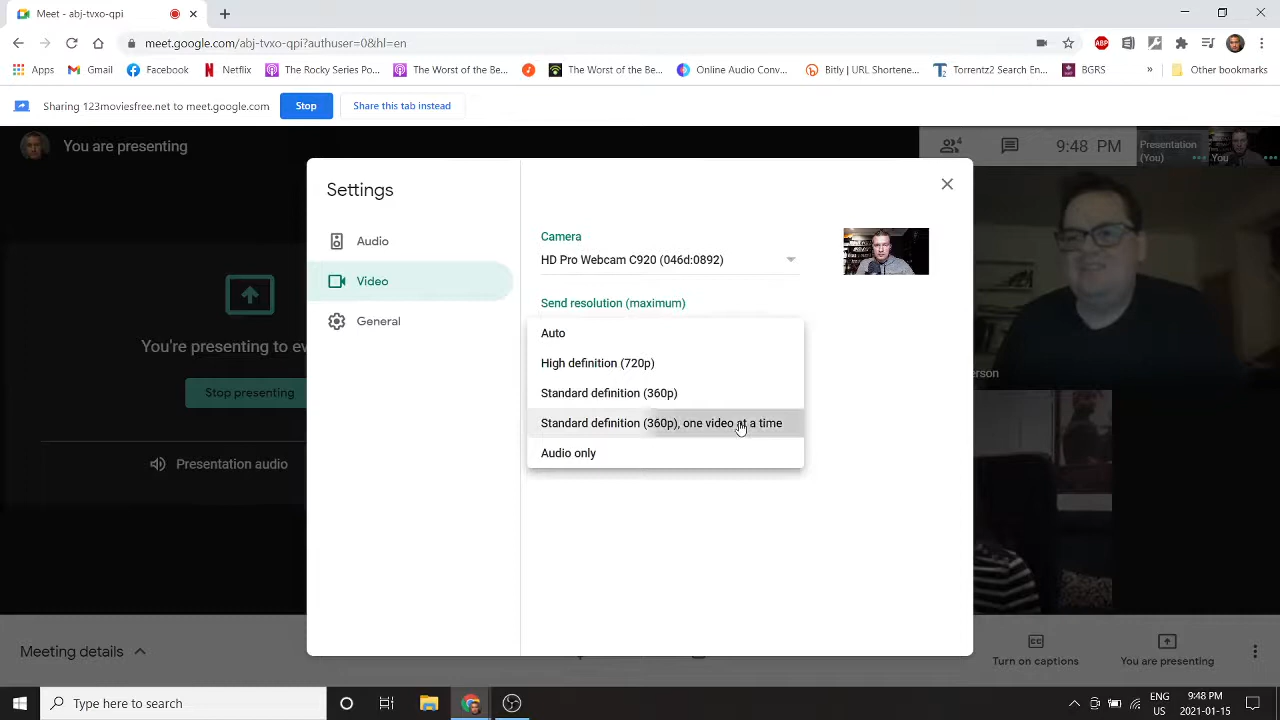 Meet - abj-tvxo-qpi
meet.google.com/abj-tvxo-qpi?authuser=0&hl=en
ABP
Apps
Gmail
Facebook
Netflix
The Rocky Series P...
The Worst of the Be...
The Worst of the Be...
Online Audio Conv...
Bitly | URL Shortene...
Torrentz2 Search En...
BGRS
»
Other bookmarks
Sharing 123moviesfree.net to meet.google.com
Stop
Share this tab instead
You are presenting
4
9:48 PM
Presentation
(You)
You
Settings
Audio
Video
General
Camera
HD Pro Webcam C920 (046d:0892)
Send resolution (maximum)
Auto
High definition (720p)
Standard definition (360p)
Standard definition (360p), one video at a time
Audio only
You're presenting to ev
Stop presenting
Presentation audio
erson
Meeting details
CC
Turn on captions
You are presenting
Type here to search
ENG
US
9:48 PM
2021-01-15